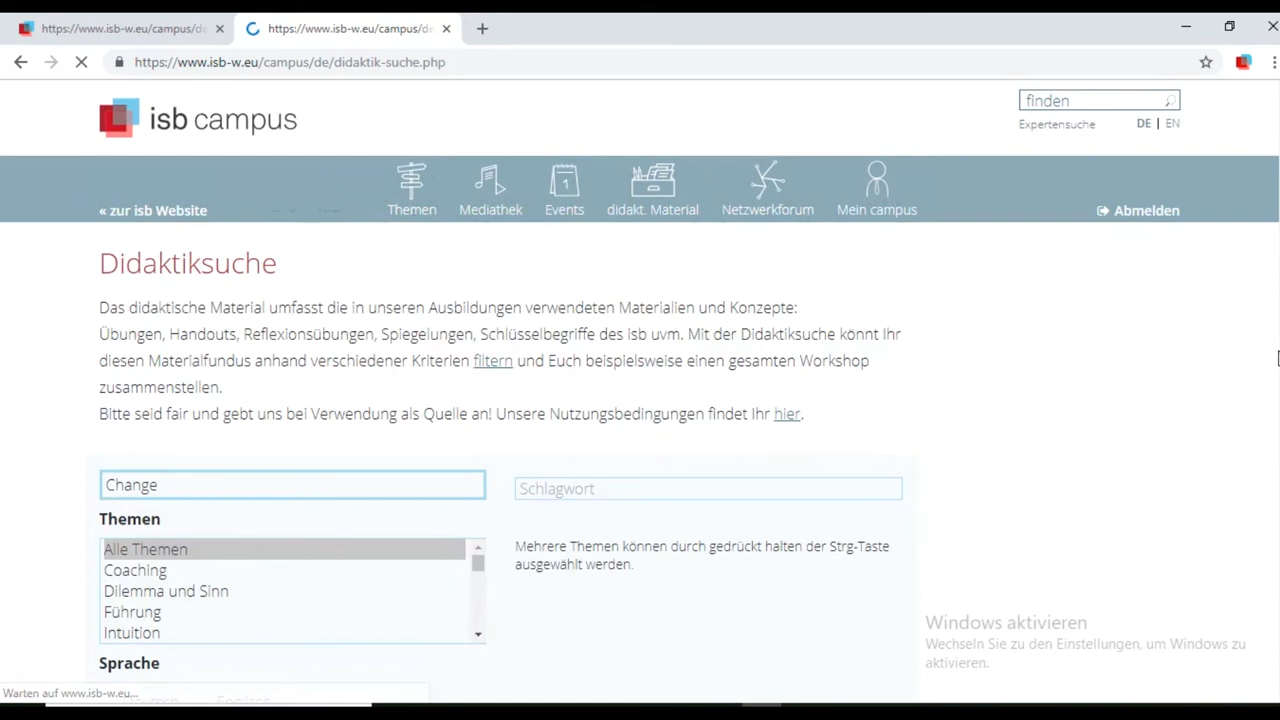 https://www.isb-w.eu/campus/de
https://www.isb-w.eu/campus/de
https://www.isb-w.eu/campus/de/didaktik-suche.php
isb campus
finden
Expertensuche
DE | EN
« zur isb Website
Themen
Mediathek
1
Events
didakt. Material
Netzwerkforum
Mein campus
Abmelden
Didaktiksuche
Das didaktische Material umfasst die in unseren Ausbildungen verwendeten Materialien und Konzepte:
Übungen, Handouts, Reflexionsübungen, Spiegelungen, Schlüsselbegriffe des isb uvm. Mit der Didaktiksuche könnt Ihr
diesen Materialfundus anhand verschiedener Kriterien filtern und Euch beispielsweise einen gesamten Workshop
zusammenstellen.
Bitte seid fair und gebt uns bei Verwendung als Quelle an! Unsere Nutzungsbedingungen findet Ihr hier.
Change
Schlagwort
Themen
Alle Themen
Coaching
Dilemma und Sinn
Führung
Intuition
Mehrere Themen können durch gedrückt halten der Strg-Taste
ausgewählt werden.
Sprache
Windows aktivieren
Wechseln Sie zu den Einstellungen, um Windows zu
aktivieren.
Warten auf www.isb-w.eu...